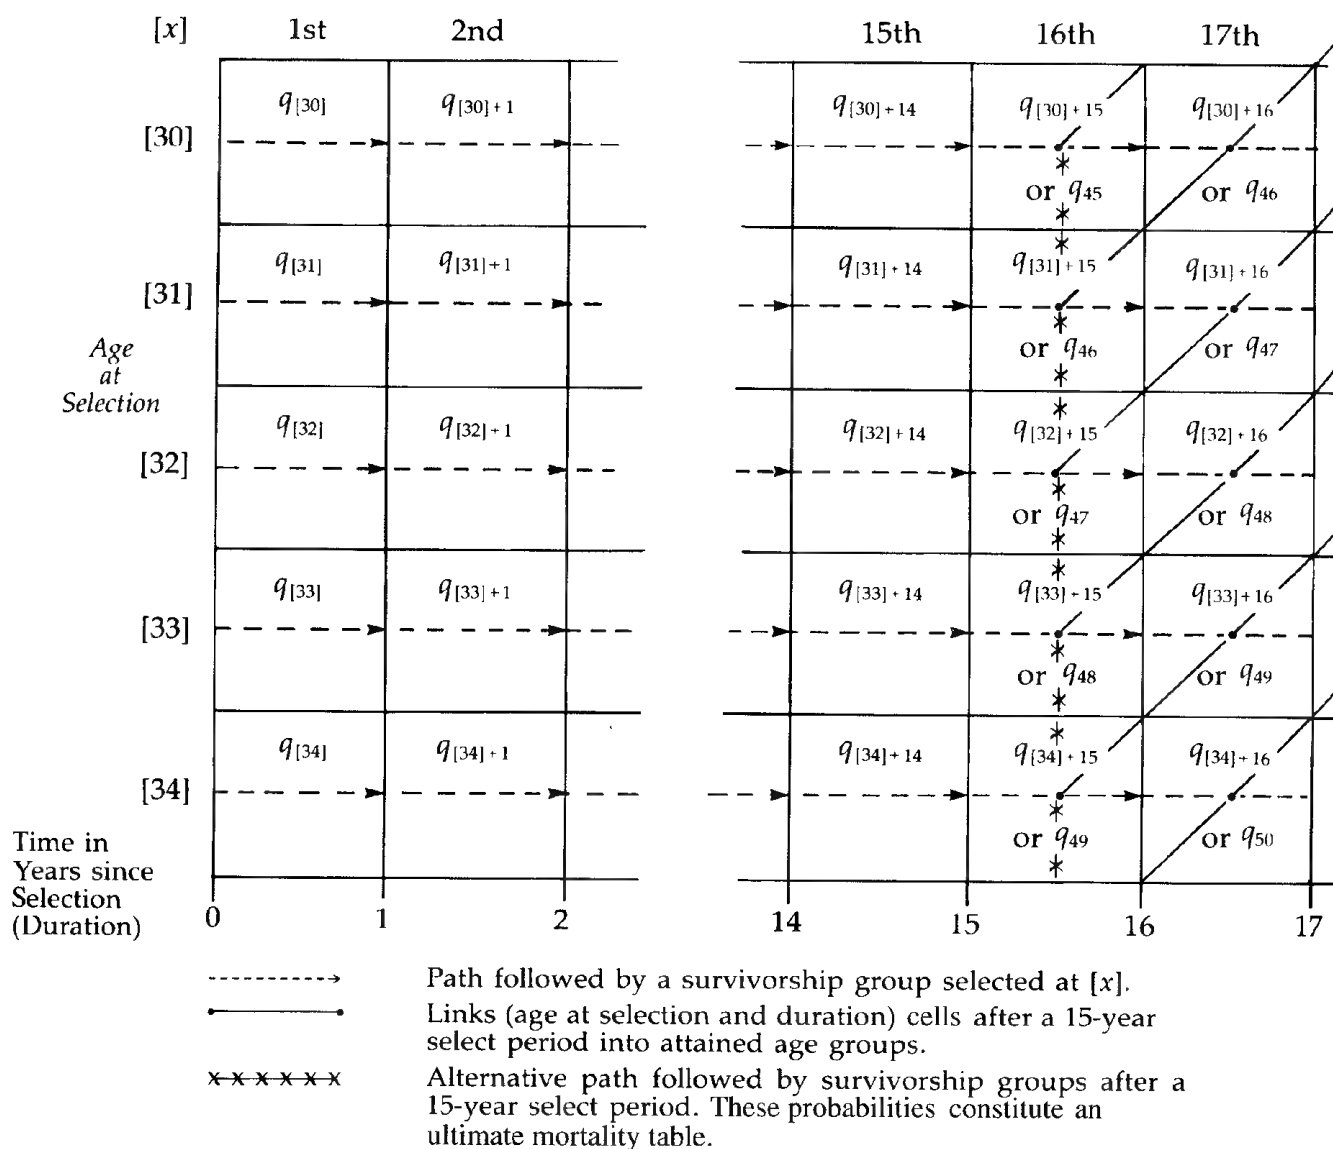 [x] 1st 2nd 15th 16th 17th
q[30] q[30]+1 q[30]+14 q[30]+15 q[30]+16
[30]
or q45 or q46
q[31] q[31]+1 q[31]+14 q[31]+15 q[31]+16
[31]
or q46 or q47
Age
at
Selection
q[32] q[32]+1 q[32]+14 q[32]+15 q[32]+16
[32]
or q47 or q48
q[33] q[33]+1 q[33]+14 q[33]+15 q[33]+16
[33]
or q48 or q49
q[34] q[34]+1 q[34]+14 q[34]+15 q[34]+16
[34]
or q49 or q50
Time in
Years since
Selection
(Duration)
0 1 2 14 15 16 17
Path followed by a survivorship group selected at [x].
Links (age at selection and duration) cells after a 15-year
select period into attained age groups.
Alternative path followed by survivorship groups after a
15-year select period. These probabilities constitute an
ultimate mortality table.